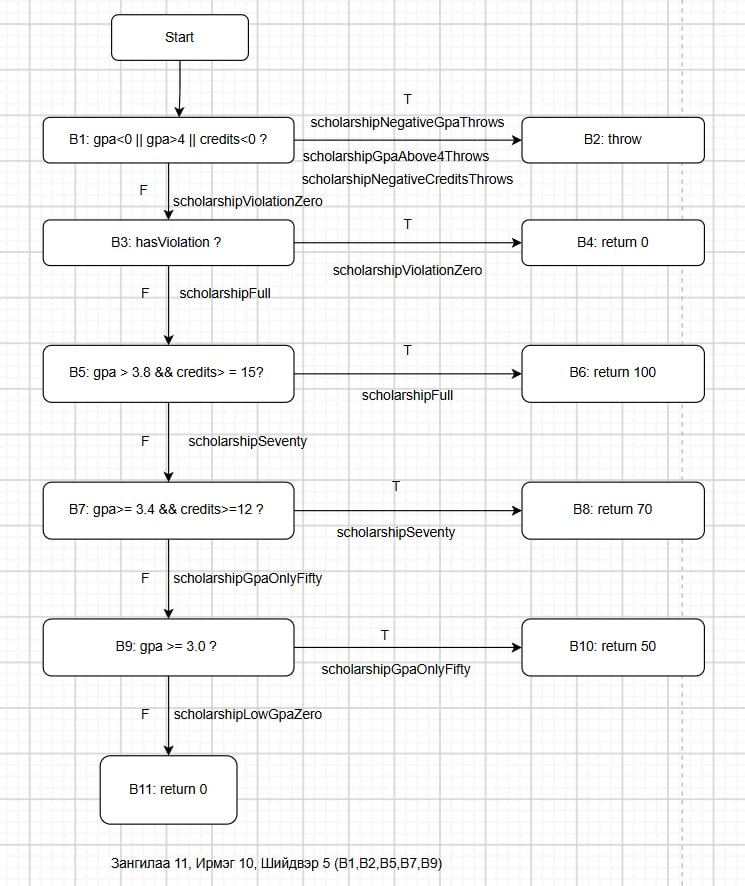 Start
T
scholarshipNegativeGpaThrows
B1: gpa<0 || gpa>4 || credits<0 ?
B2: throw
scholarshipGpaAbove4Throws
scholarshipNegativeCreditsThrows
F
scholarshipViolationZero
T
B3: hasViolation ?
B4: return 0
scholarshipViolationZero
F
scholarshipFull
T
B5: gpa > 3.8 && credits> = 15?
B6: return 100
scholarshipFull
F
scholarshipSeventy
T
B7: gpa>= 3.4 && credits>=12 ?
B8: return 70
scholarshipSeventy
F
scholarshipGpaOnlyFifty
T
B9: gpa >= 3.0 ?
B10: return 50
scholarshipGpaOnlyFifty
F
scholarshipLowGpaZero
B11: return 0
Зангилаа 11, Ирмэг 10, Шийдвэр 5 (B1,B2,B5,B7,B9)